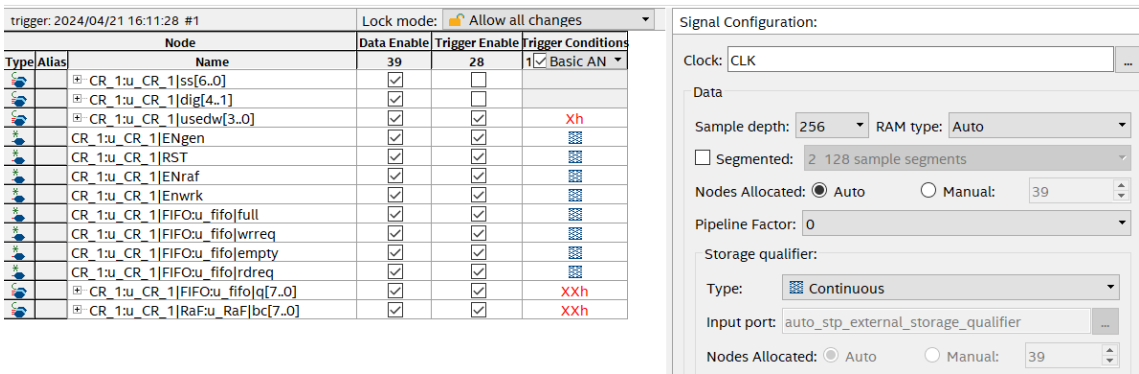 trigger: 2024/04/21 16:11:28 #1
Lock mode: Allow all changes
Node
Data Enable
Trigger Enable
Trigger Conditions
Type
Alias
Name
39
28
1 Basic AN
CR_1:u_CR_1|ss[6..0]
CR_1:u_CR_1|dig[4..1]
CR_1:u_CR_1|usedw[3..0] Xh
CR_1:u_CR_1|ENgen
CR_1:u_CR_1|RST
CR_1:u_CR_1|ENraf
CR_1:u_CR_1|Enwrk
CR_1:u_CR_1|FIFO:u_fifo|full
CR_1:u_CR_1|FIFO:u_fifo|wrreq
CR_1:u_CR_1|FIFO:u_fifo|empty
CR_1:u_CR_1|FIFO:u_fifo|rdreq
CR_1:u_CR_1|FIFO:u_fifo|q[7..0] XXh
CR_1:u_CR_1|RaF:u_RaF|bc[7..0] XXh
Signal Configuration:
Clock: CLK ...
Data
Sample depth: 256 RAM type: Auto
Segmented: 2 128 sample segments
Nodes Allocated: Auto Manual: 39
Pipeline Factor: 0
Storage qualifier:
Type: Continuous
Input port: auto_stp_external_storage_qualifier ...
Nodes Allocated: Auto Manual: 39